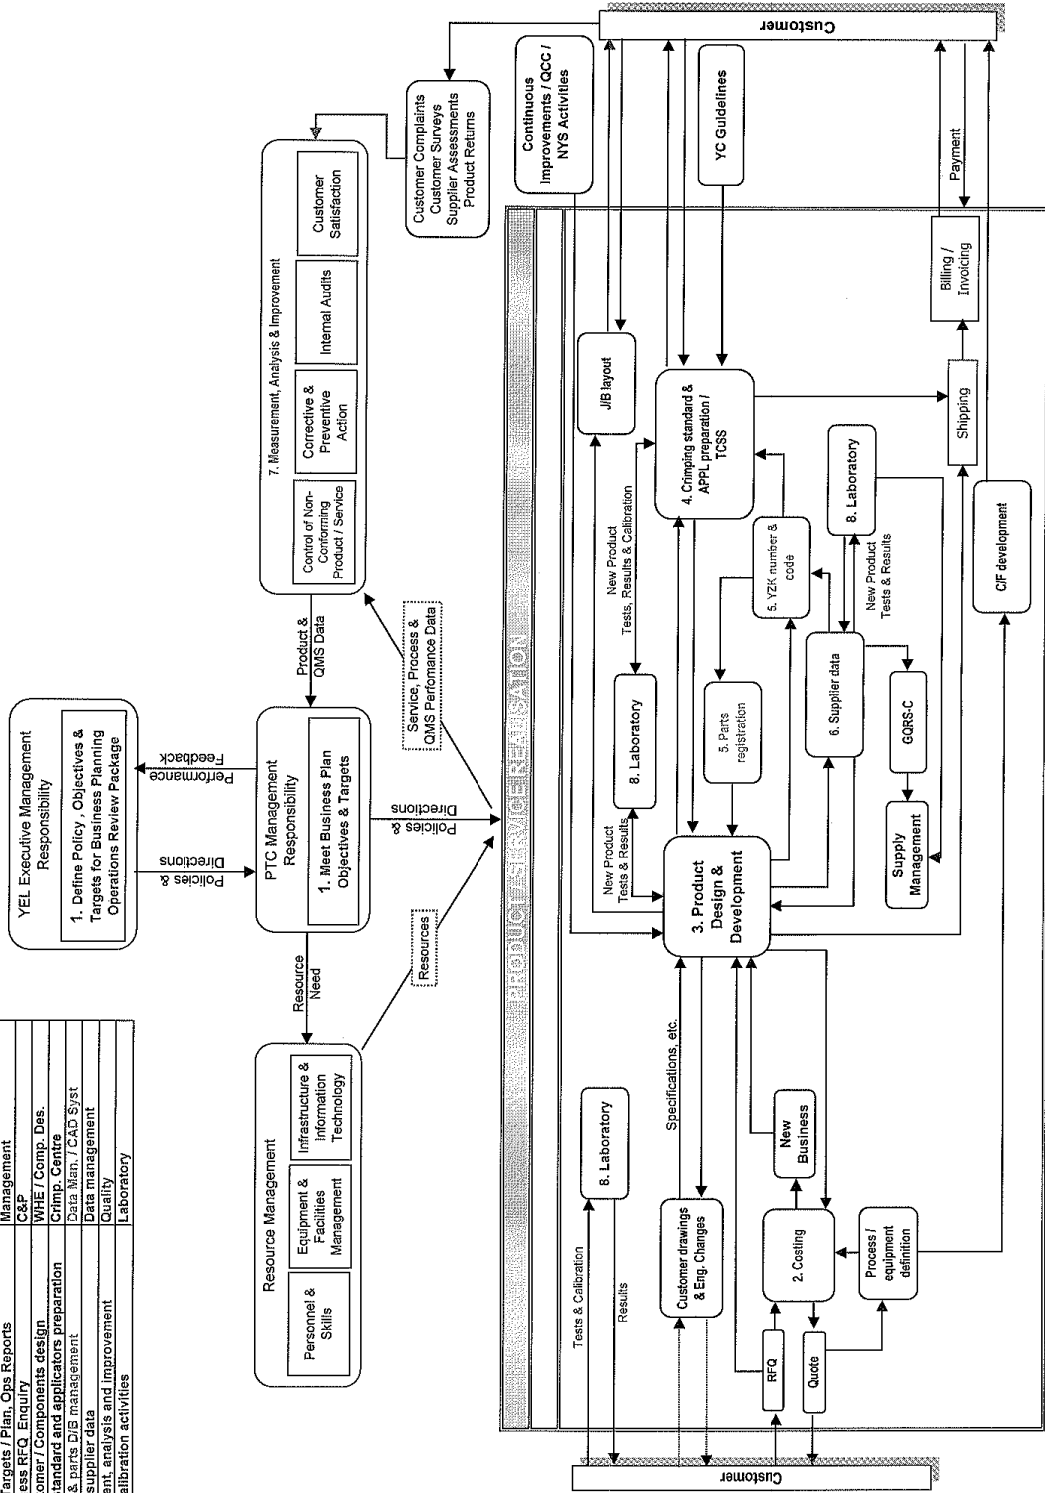 Targets / Plan, Ops Reports
Management
ess RFQ Enquiry
C&P
omer / Components design
WHE / Comp. Des.
standard and applicators preparation
Crimp. Centre
& parts D/B management
Data Man. / CAD Syst
supplier data
Data management
ent, analysis and improvement
Quality
alibration activities
Laboratory
YEL Executive Management
Responsibility
1. Define Policy , Objectives &
Targets for Business Planning
Operations Review Package
Policies &
Directions
Performance
Feedback
PTC Management
Responsibility
1. Meet Business Plan
Objectives & Targets
Resource
Need
Product &
QMS Data
Policies &
Directions
Resource Management
Personnel &
Skills
Equipment &
Facilities
Management
Infrastructure &
Information
Technology
Resources
Service, Process &
QMS Perfomance Data
7. Measurement, Analysis & Improvement
Control of Non-
Conforming
Product / Service
Corrective &
Preventive
Action
Internal Audits
Customer
Satisfaction
Customer Complaints
Customer Surveys
Supplier Assessments
Product Returns
PRODUCT / SERVICE REALISATION
Customer
Tests & Calibration
Results
8. Laboratory
Customer drawings
& Eng. Changes
Specifications, etc.
RFQ
Quote
2. Costing
New
Business
Process /
equipment
definition
3. Product
Design &
Development
New Product
Tests & Results
8. Laboratory
New Product
Tests, Results & Calibration
5. Parts
registration
5. YZK number &
code
6. Supplier data
GQRS-C
Supply
Management
New Product
Tests & Results
8. Laboratory
4. Crimping standard &
APPL preparation /
TCSS
J/B layout
Continuous
Improvements / QCC /
NYS Activities
YC Guidelines
Shipping
Billing /
Invoicing
Payment
C/F development
Customer